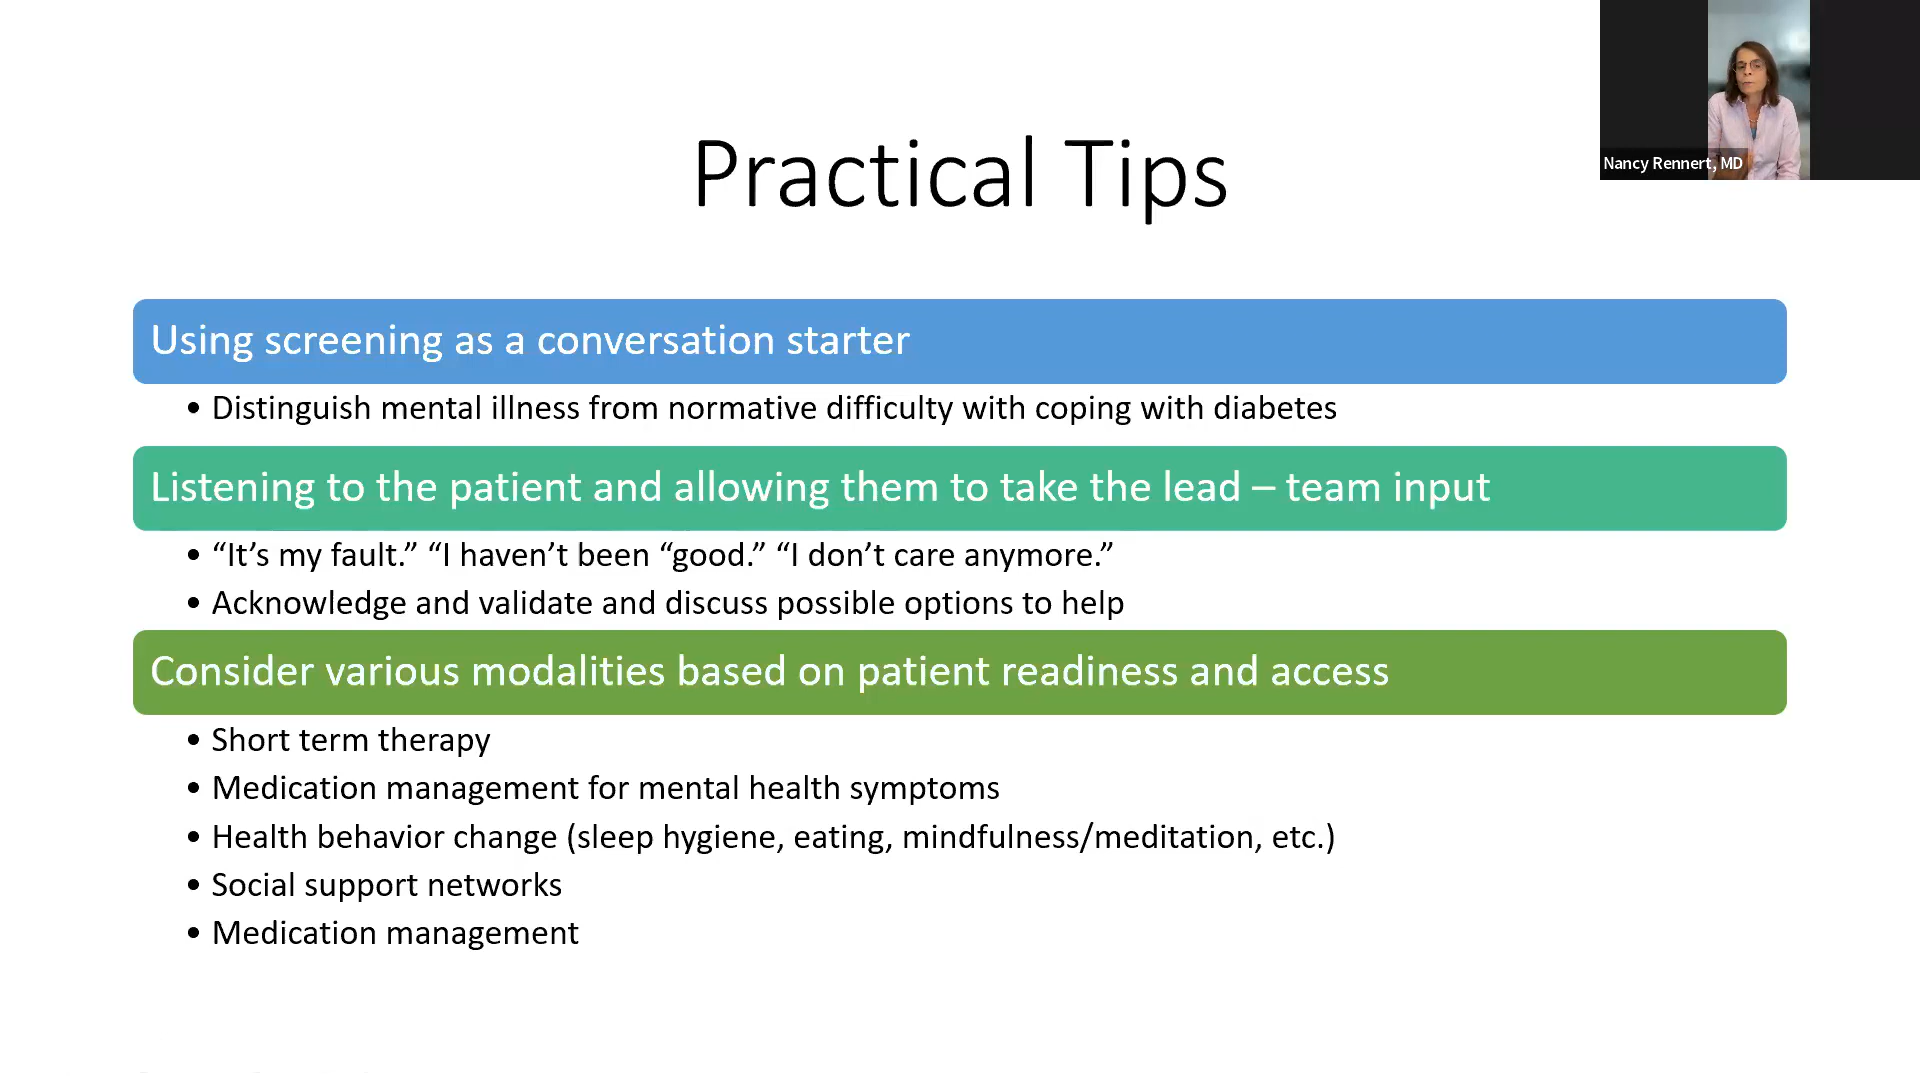 Nancy Rennert, MD
Practical Tips
Using screening as a conversation starter
• Distinguish mental illness from normative difficulty with coping with diabetes
Listening to the patient and allowing them to take the lead – team input
• “It’s my fault.” “I haven’t been “good.” “I don’t care anymore.”
• Acknowledge and validate and discuss possible options to help
Consider various modalities based on patient readiness and access
• Short term therapy
• Medication management for mental health symptoms
• Health behavior change (sleep hygiene, eating, mindfulness/meditation, etc.)
• Social support networks
• Medication management